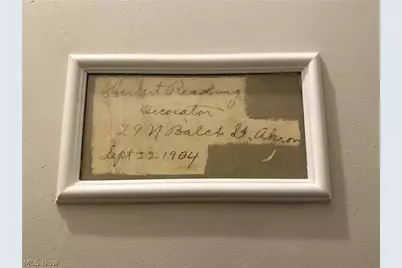 Herbert Reading
Decorator
29 N Balch St. Akron
Sept 22 1904
MLS Now